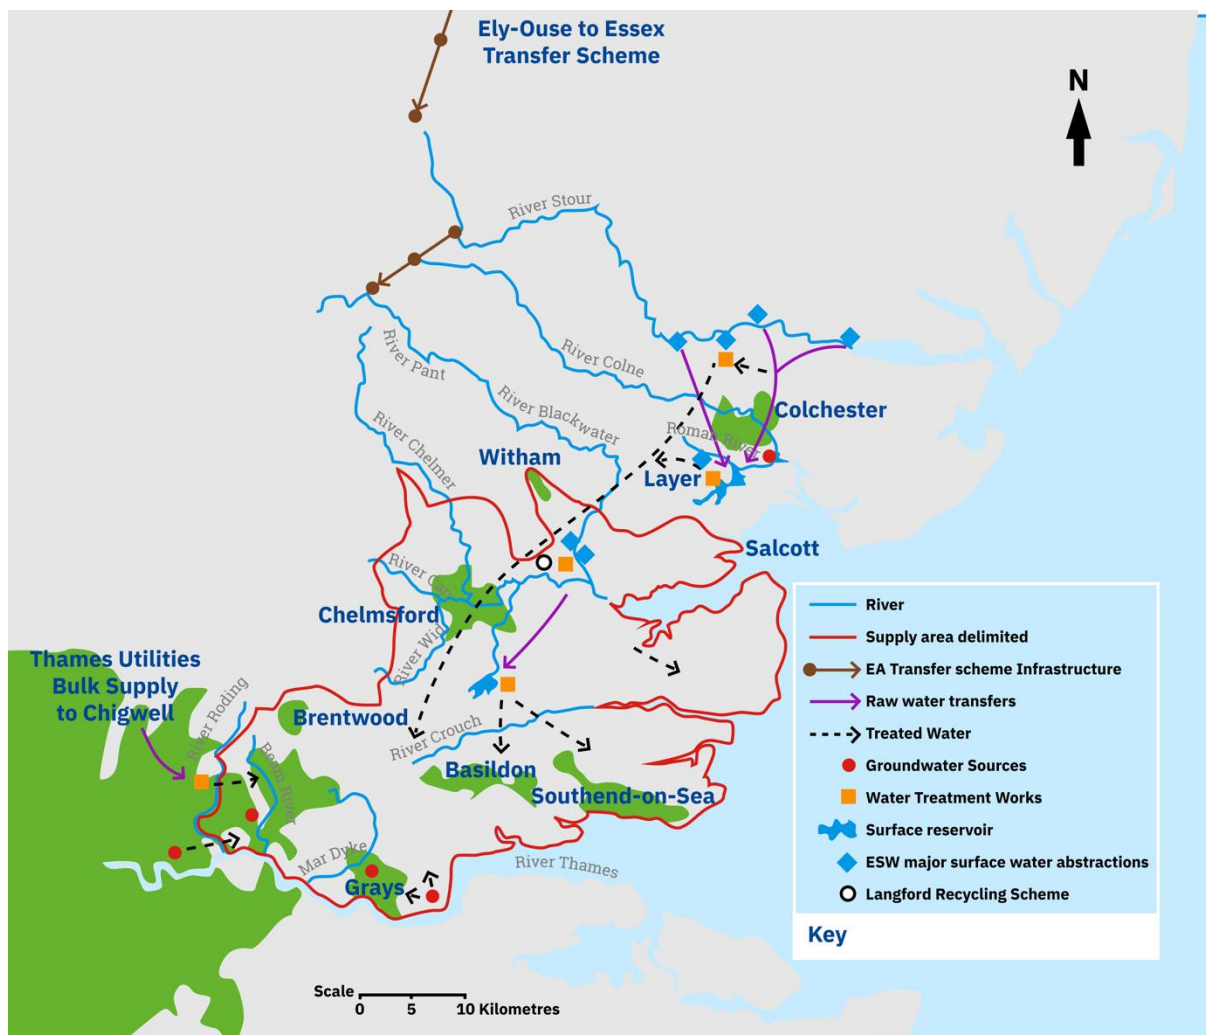 Ely-Ouse to Essex
Transfer Scheme
N
River Stour
River Colne
River Pant
River Blackwater
Colchester
Roman River
River Chelmer
Witham
Layer
Salcott
River Can
Chelmsford
River Wid
Thames Utilities
Bulk Supply
to Chigwell
River Roding
Brentwood
Beam River
River Crouch
Basildon
Southend-on-Sea
Mar Dyke
River Thames
Grays
River
Supply area delimited
EA Transfer scheme Infrastructure
Raw water transfers
Treated Water
Groundwater Sources
Water Treatment Works
Surface reservoir
ESW major surface water abstractions
Langford Recycling Scheme
Key
Scale
0 5 10 Kilometres